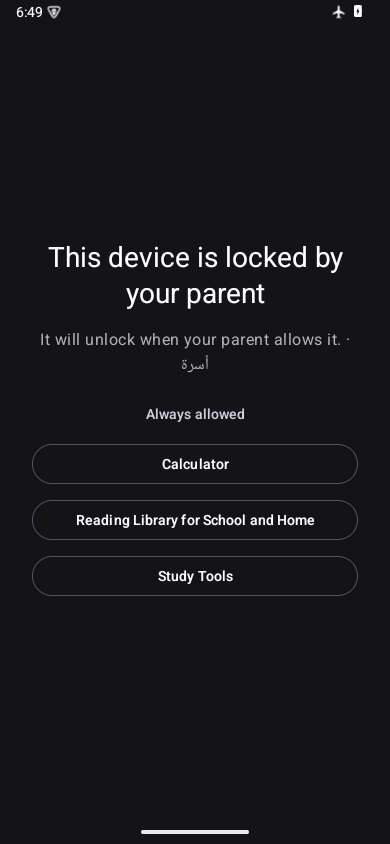 6:49
This device is locked by
your parent
It will unlock when your parent allows it. ·
أسرة
Always allowed
Calculator
Reading Library for School and Home
Study Tools